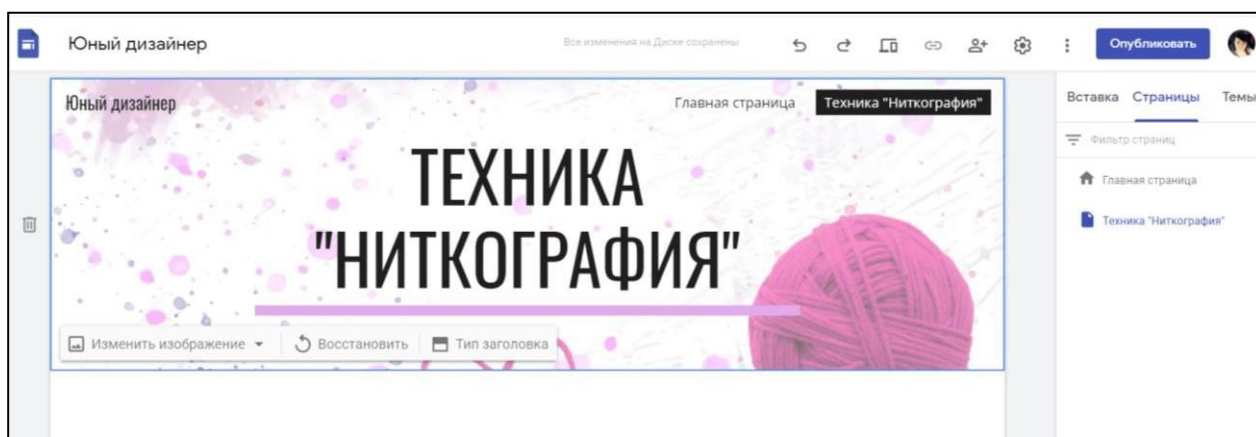 Юный дизайнер
Все изменения на Диске сохранены
Опубликовать
Юный дизайнер
Главная страница
Техника "Ниткография"
ТЕХНИКА
"НИТКОГРАФИЯ"
Изменить изображение
Восстановить
Тип заголовка
Вставка Страницы Темы
Фильтр страниц
Главная страница
Техника "Ниткография"